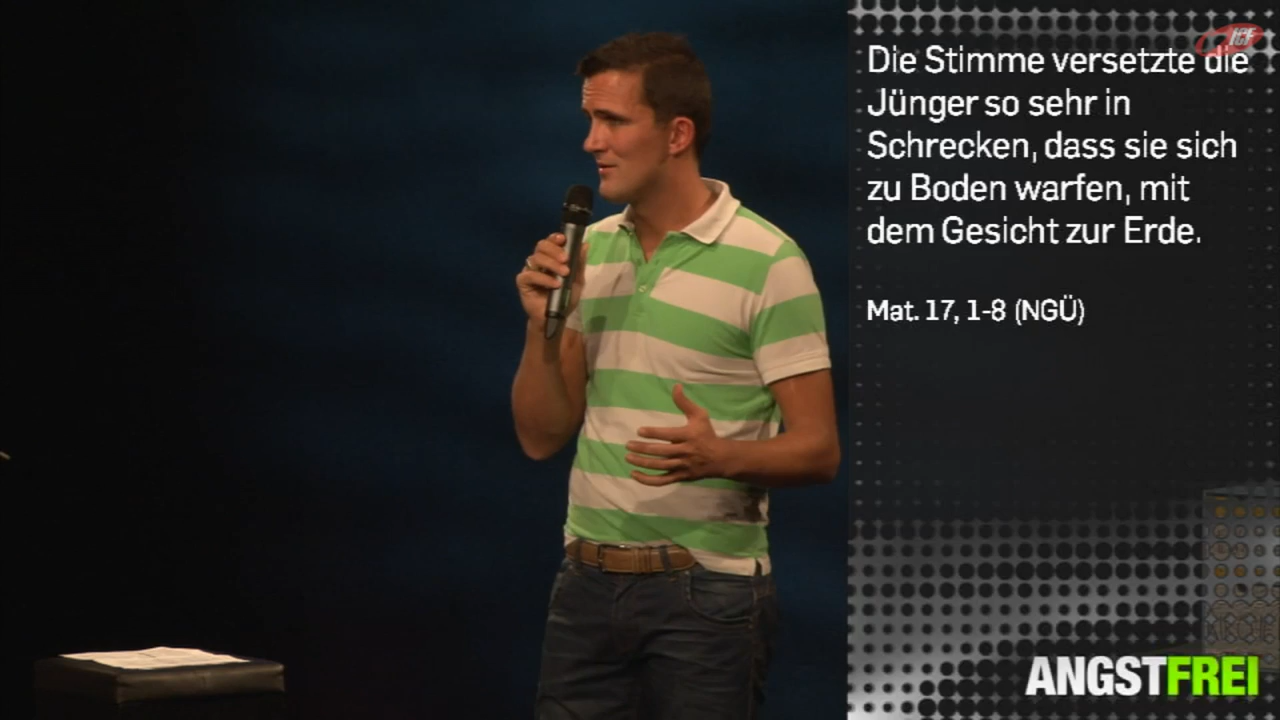 ICF
Die Stimme versetzte die
Jünger so sehr in
Schrecken, dass sie sich
zu Boden warfen, mit
dem Gesicht zur Erde.
Mat. 17, 1-8 (NGÜ)
ANGSTFREI